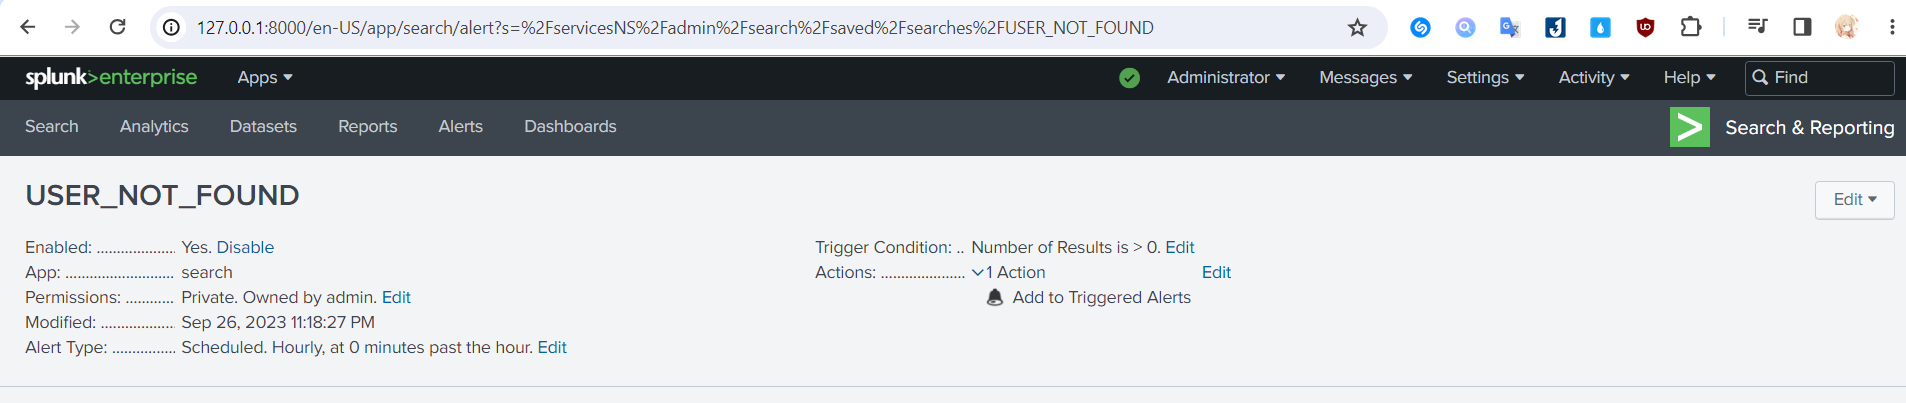 127.0.0.1:8000/en-US/app/search/alert?s=%2FservicesNS%2Fadmin%2Fsearch%2Fsaved%2Fsearches%2FUSER_NOT_FOUND
splunk>enterprise Apps Administrator Messages Settings Activity Help Find
Search Analytics Datasets Reports Alerts Dashboards Search & Reporting
USER_NOT_FOUND
Edit
Enabled: ................... Yes. Disable
App: .......................... search
Permissions: ............ Private. Owned by admin. Edit
Modified: .................. Sep 26, 2023 11:18:27 PM
Alert Type: ................ Scheduled. Hourly, at 0 minutes past the hour. Edit
Trigger Condition: .. Number of Results is > 0. Edit
Actions: ..................... 1 Action Edit
Add to Triggered Alerts